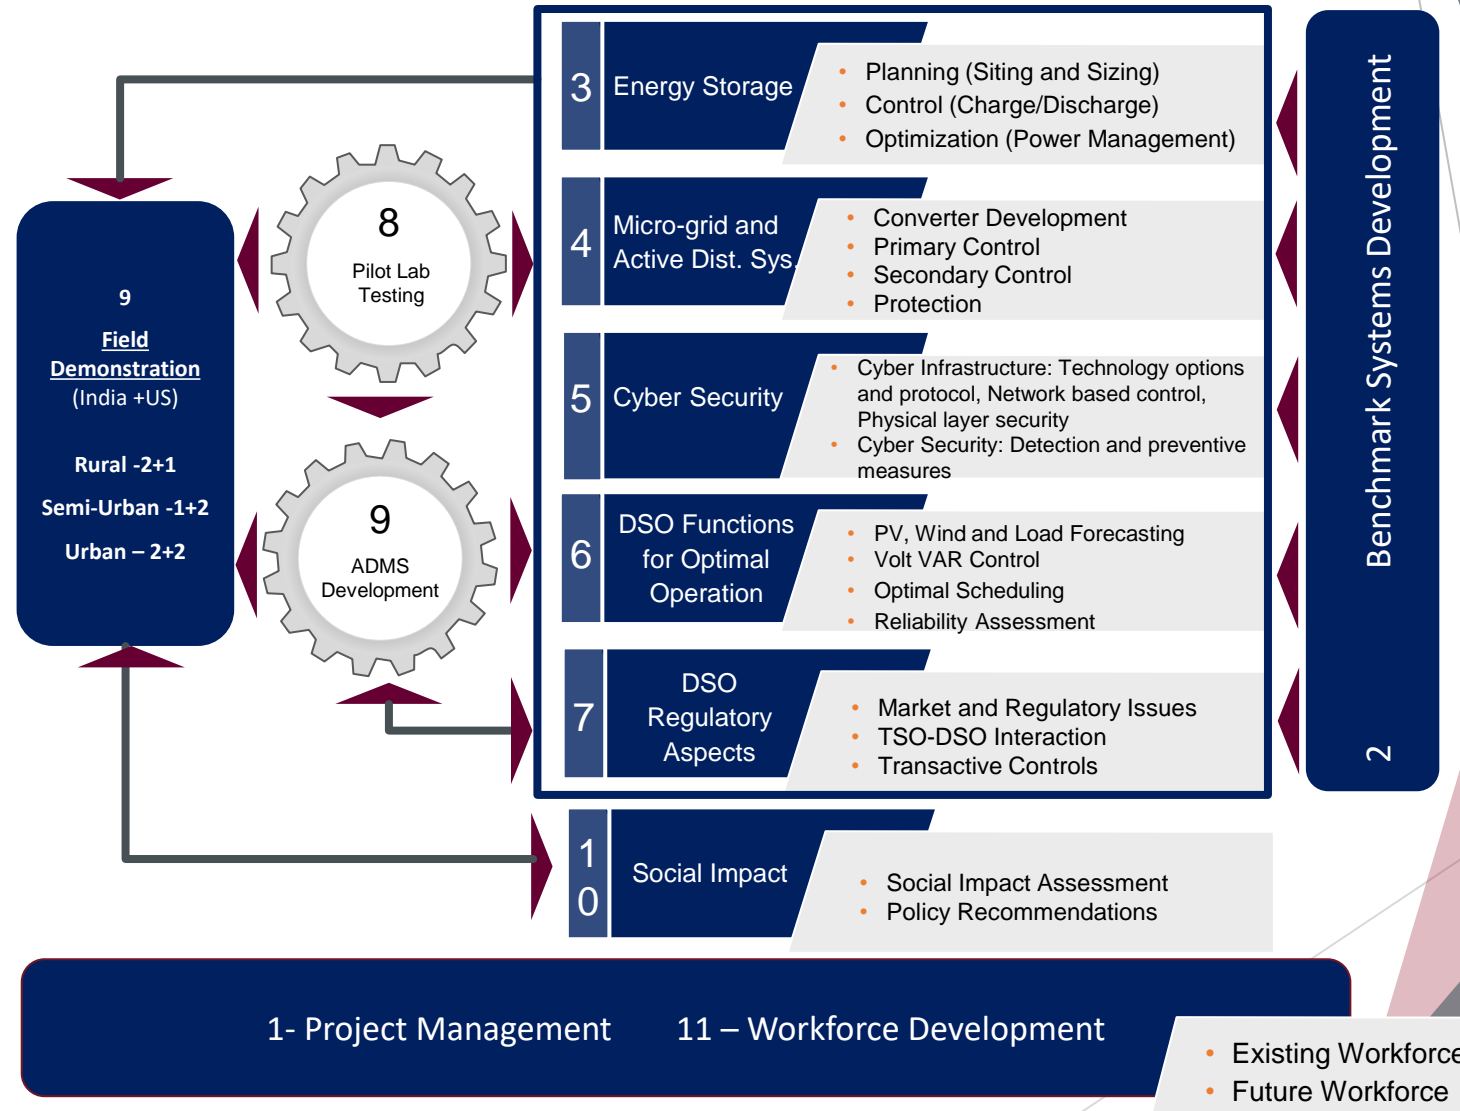 3
Energy Storage
• Planning (Siting and Sizing)
• Control (Charge/Discharge)
• Optimization (Power Management)
4
Micro-grid and
Active Dist. Sys.
• Converter Development
• Primary Control
• Secondary Control
• Protection
5
Cyber Security
• Cyber Infrastructure: Technology options
and protocol, Network based control,
Physical layer security
• Cyber Security: Detection and preventive
measures
6
DSO Functions
for Optimal
Operation
• PV, Wind and Load Forecasting
• Volt VAR Control
• Optimal Scheduling
• Reliability Assessment
7
DSO
Regulatory
Aspects
• Market and Regulatory Issues
• TSO-DSO Interaction
• Transactive Controls
1
0
Social Impact
• Social Impact Assessment
• Policy Recommendations
8
Pilot Lab
Testing
9
ADMS
Development
9
Field
Demonstration
(India +US)
Rural -2+1
Semi-Urban -1+2
Urban – 2+2
2 Benchmark Systems Development
1- Project Management 11 – Workforce Development
• Existing Workforce
• Future Workforce